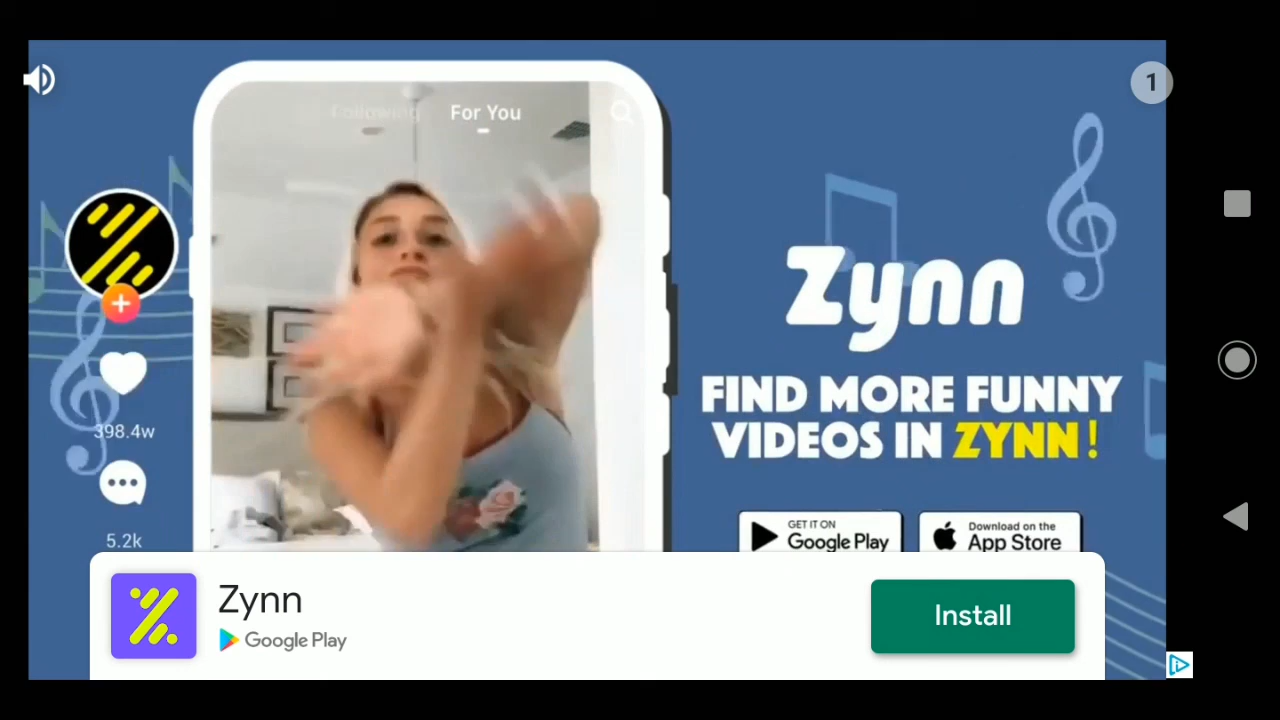 1
Following
For You
Zynn
FIND MORE FUNNY
VIDEOS IN ZYNN!
398.4w
5.2k
GET IT ON
Google Play
Download on the
App Store
Zynn
Google Play
Install